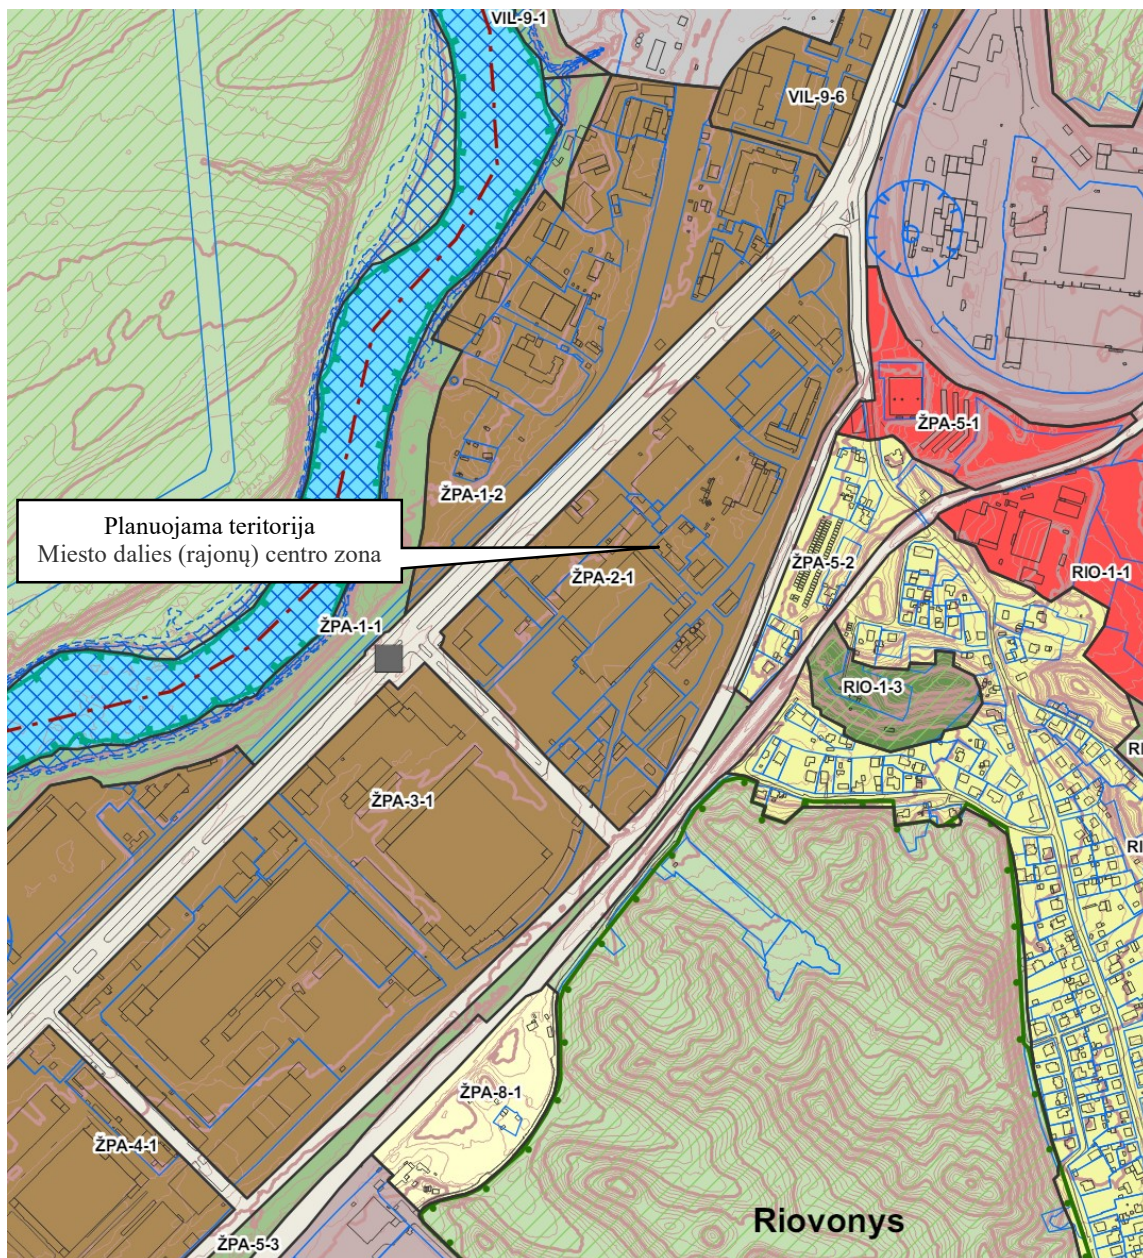 VIL-9-1
VIL-9-6
ŽPA-5-1
ŽPA-1-2
Planuojama teritorija
Miesto dalies (rajonų) centro zona
ŽPA-5-2
RIO-1-1
ŽPA-2-1
ŽPA-1-1
RIO-1-3
ŽPA-3-1
ŽPA-8-1
ŽPA-4-1
Riovonys
ŽPA-5-3